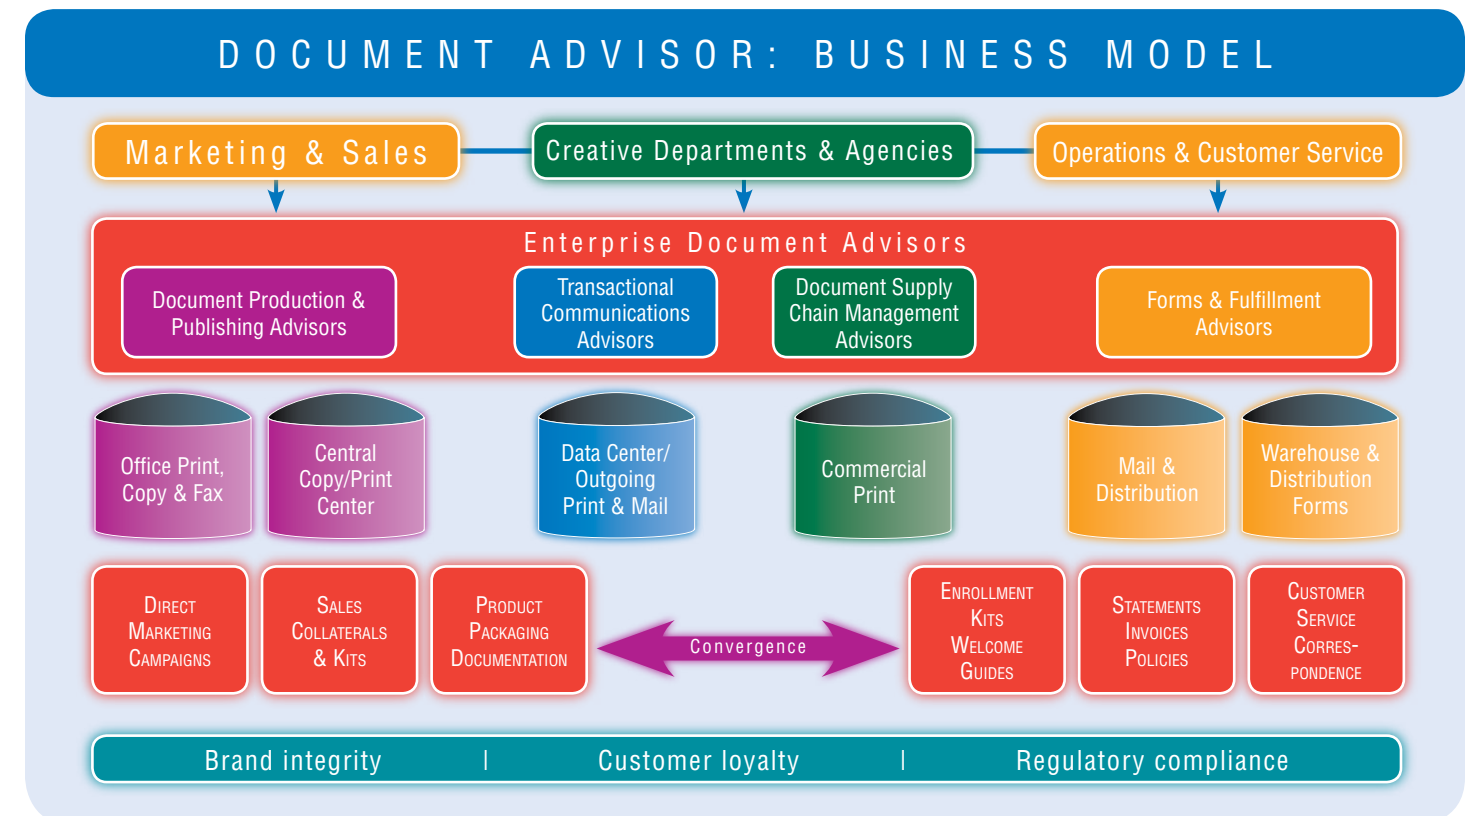 DOCUMENT ADVISOR: BUSINESS MODEL
Marketing & Sales
Creative Departments & Agencies
Operations & Customer Service
Enterprise Document Advisors
Document Production &
Publishing Advisors
Transactional
Communications
Advisors
Document Supply
Chain Management
Advisors
Forms & Fulfillment
Advisors
Office Print,
Copy & Fax
Central
Copy/Print
Center
Data Center/
Outgoing
Print & Mail
Commercial
Print
Mail &
Distribution
Warehouse &
Distribution
Forms
DIRECT
MARKETING
CAMPAIGNS
SALES
COLLATERALS
& KITS
PRODUCT
PACKAGING
DOCUMENTATION
Convergence
ENROLLMENT
KITS
WELCOME
GUIDES
STATEMENTS
INVOICES
POLICIES
CUSTOMER
SERVICE
CORRES-
PONDENCE
Brand integrity | Customer loyalty | Regulatory compliance